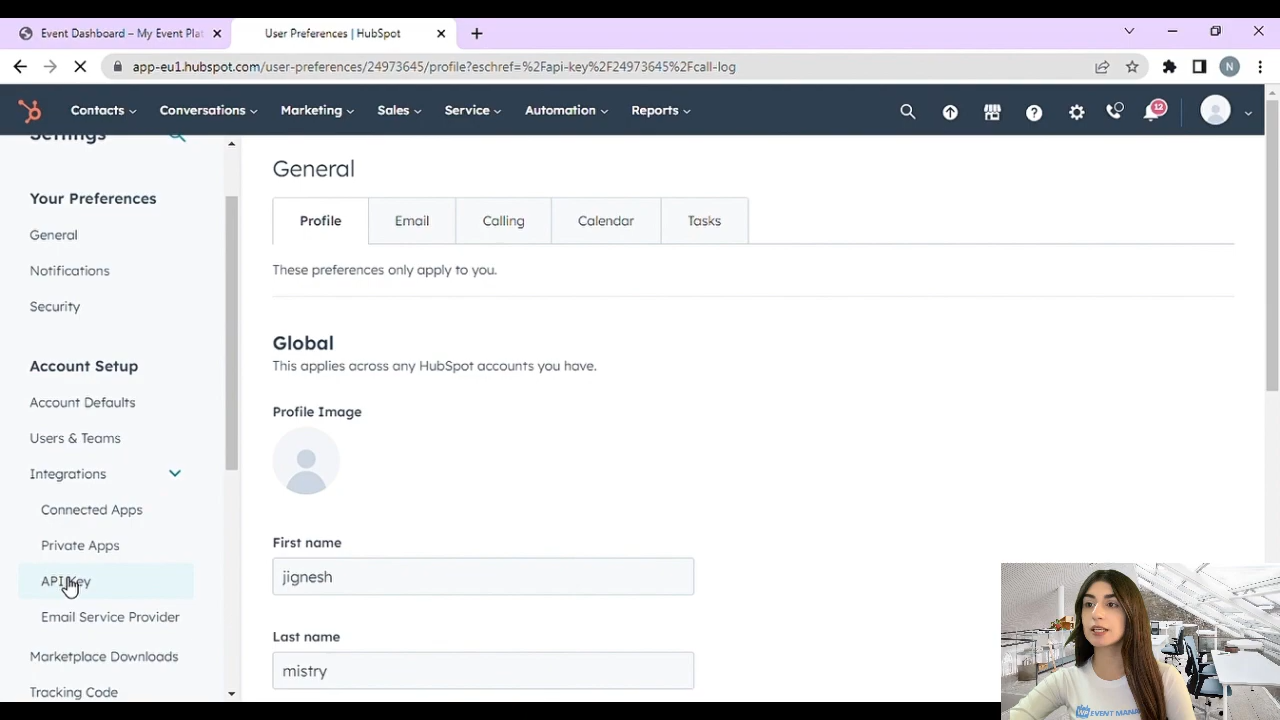 Event Dashboard – My Event Plat
User Preferences | HubSpot
app-eu1.hubspot.com/user-preferences/24973645/profile?eschref=%2Fapi-key%2F24973645%2Fcall-log
N
Contacts
Conversations
Marketing
Sales
Service
Automation
Reports
12
Settings
Your Preferences
General
Notifications
Security
Account Setup
Account Defaults
Users & Teams
Integrations
Connected Apps
Private Apps
API Key
Email Service Provider
Marketplace Downloads
Tracking Code
General
Profile
Email
Calling
Calendar
Tasks
These preferences only apply to you.
Global
This applies across any HubSpot accounts you have.
Profile Image
First name
jignesh
Last name
mistry
WP EVENT MANA